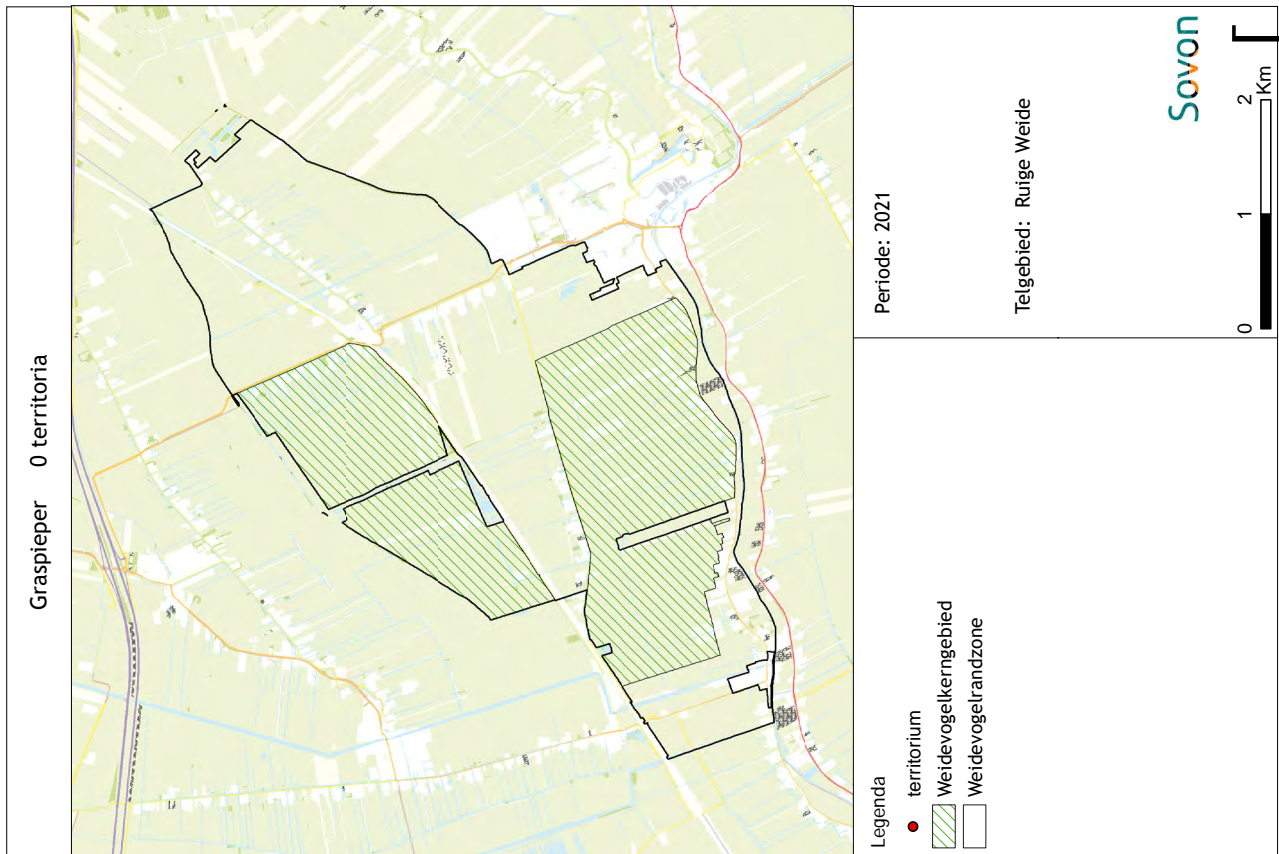 Graspieper 0 territoria
Legenda
territorium
Weidevogelkerngebied
Weidevogelrandzone
Periode: 2021
Telgebied: Ruige Weide
Sovon
0 1 2
Km